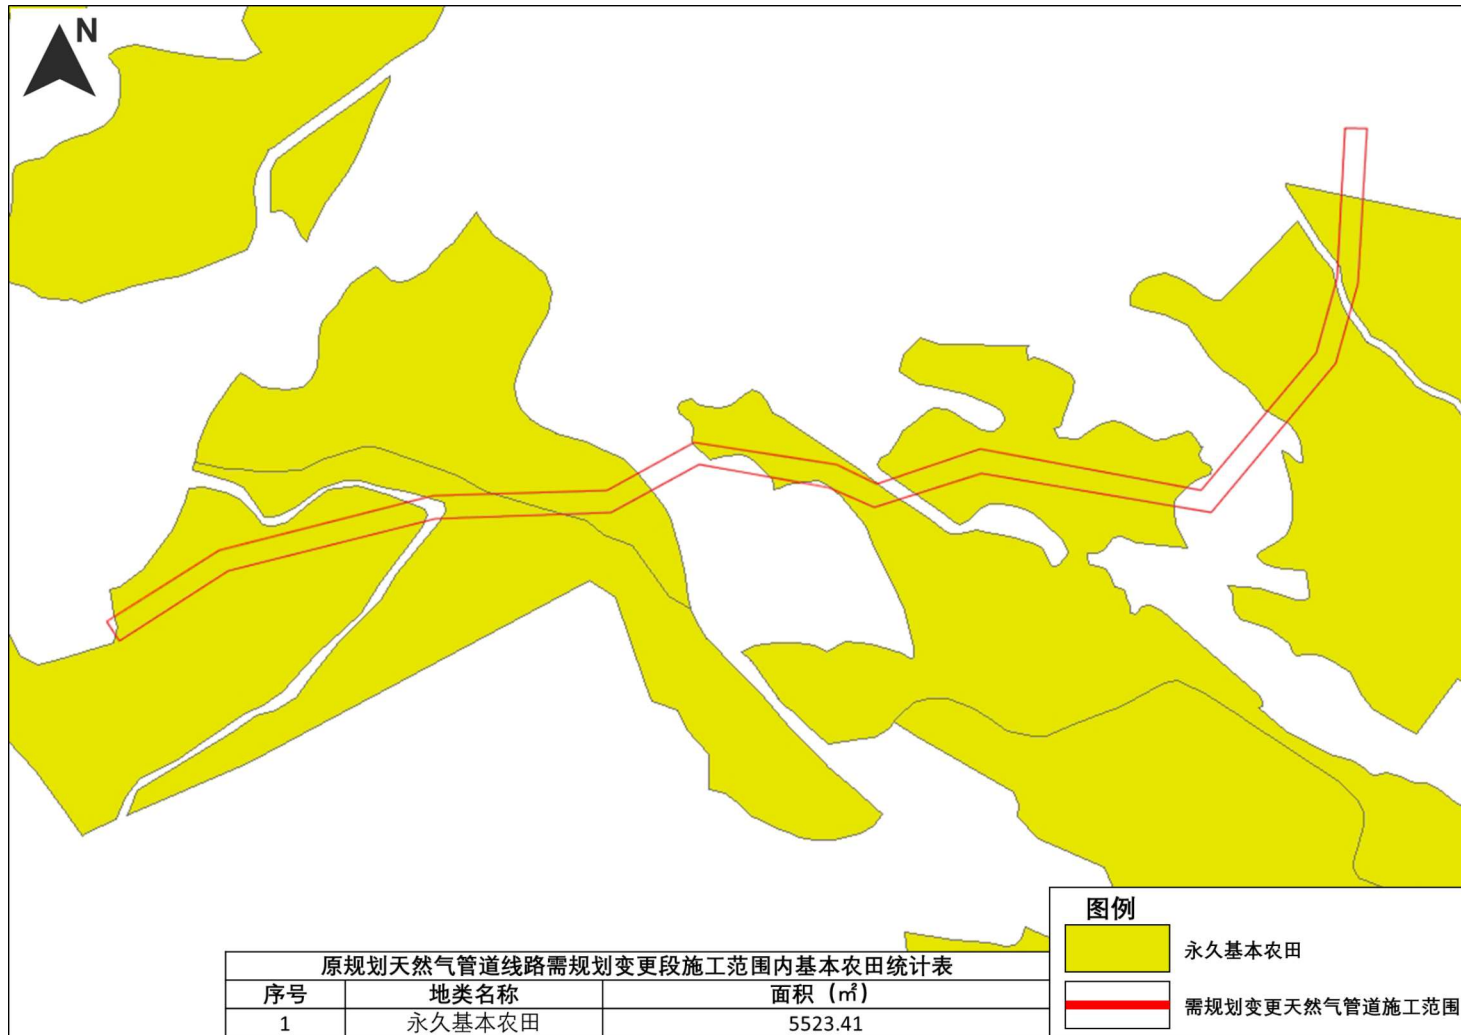 N
图例
永久基本农田
需规划变更天然气管道施工范围
原规划天然气管道线路需规划变更段施工范围内基本农田统计表
序号 地类名称 面积（㎡）
1 永久基本农田 5523.41